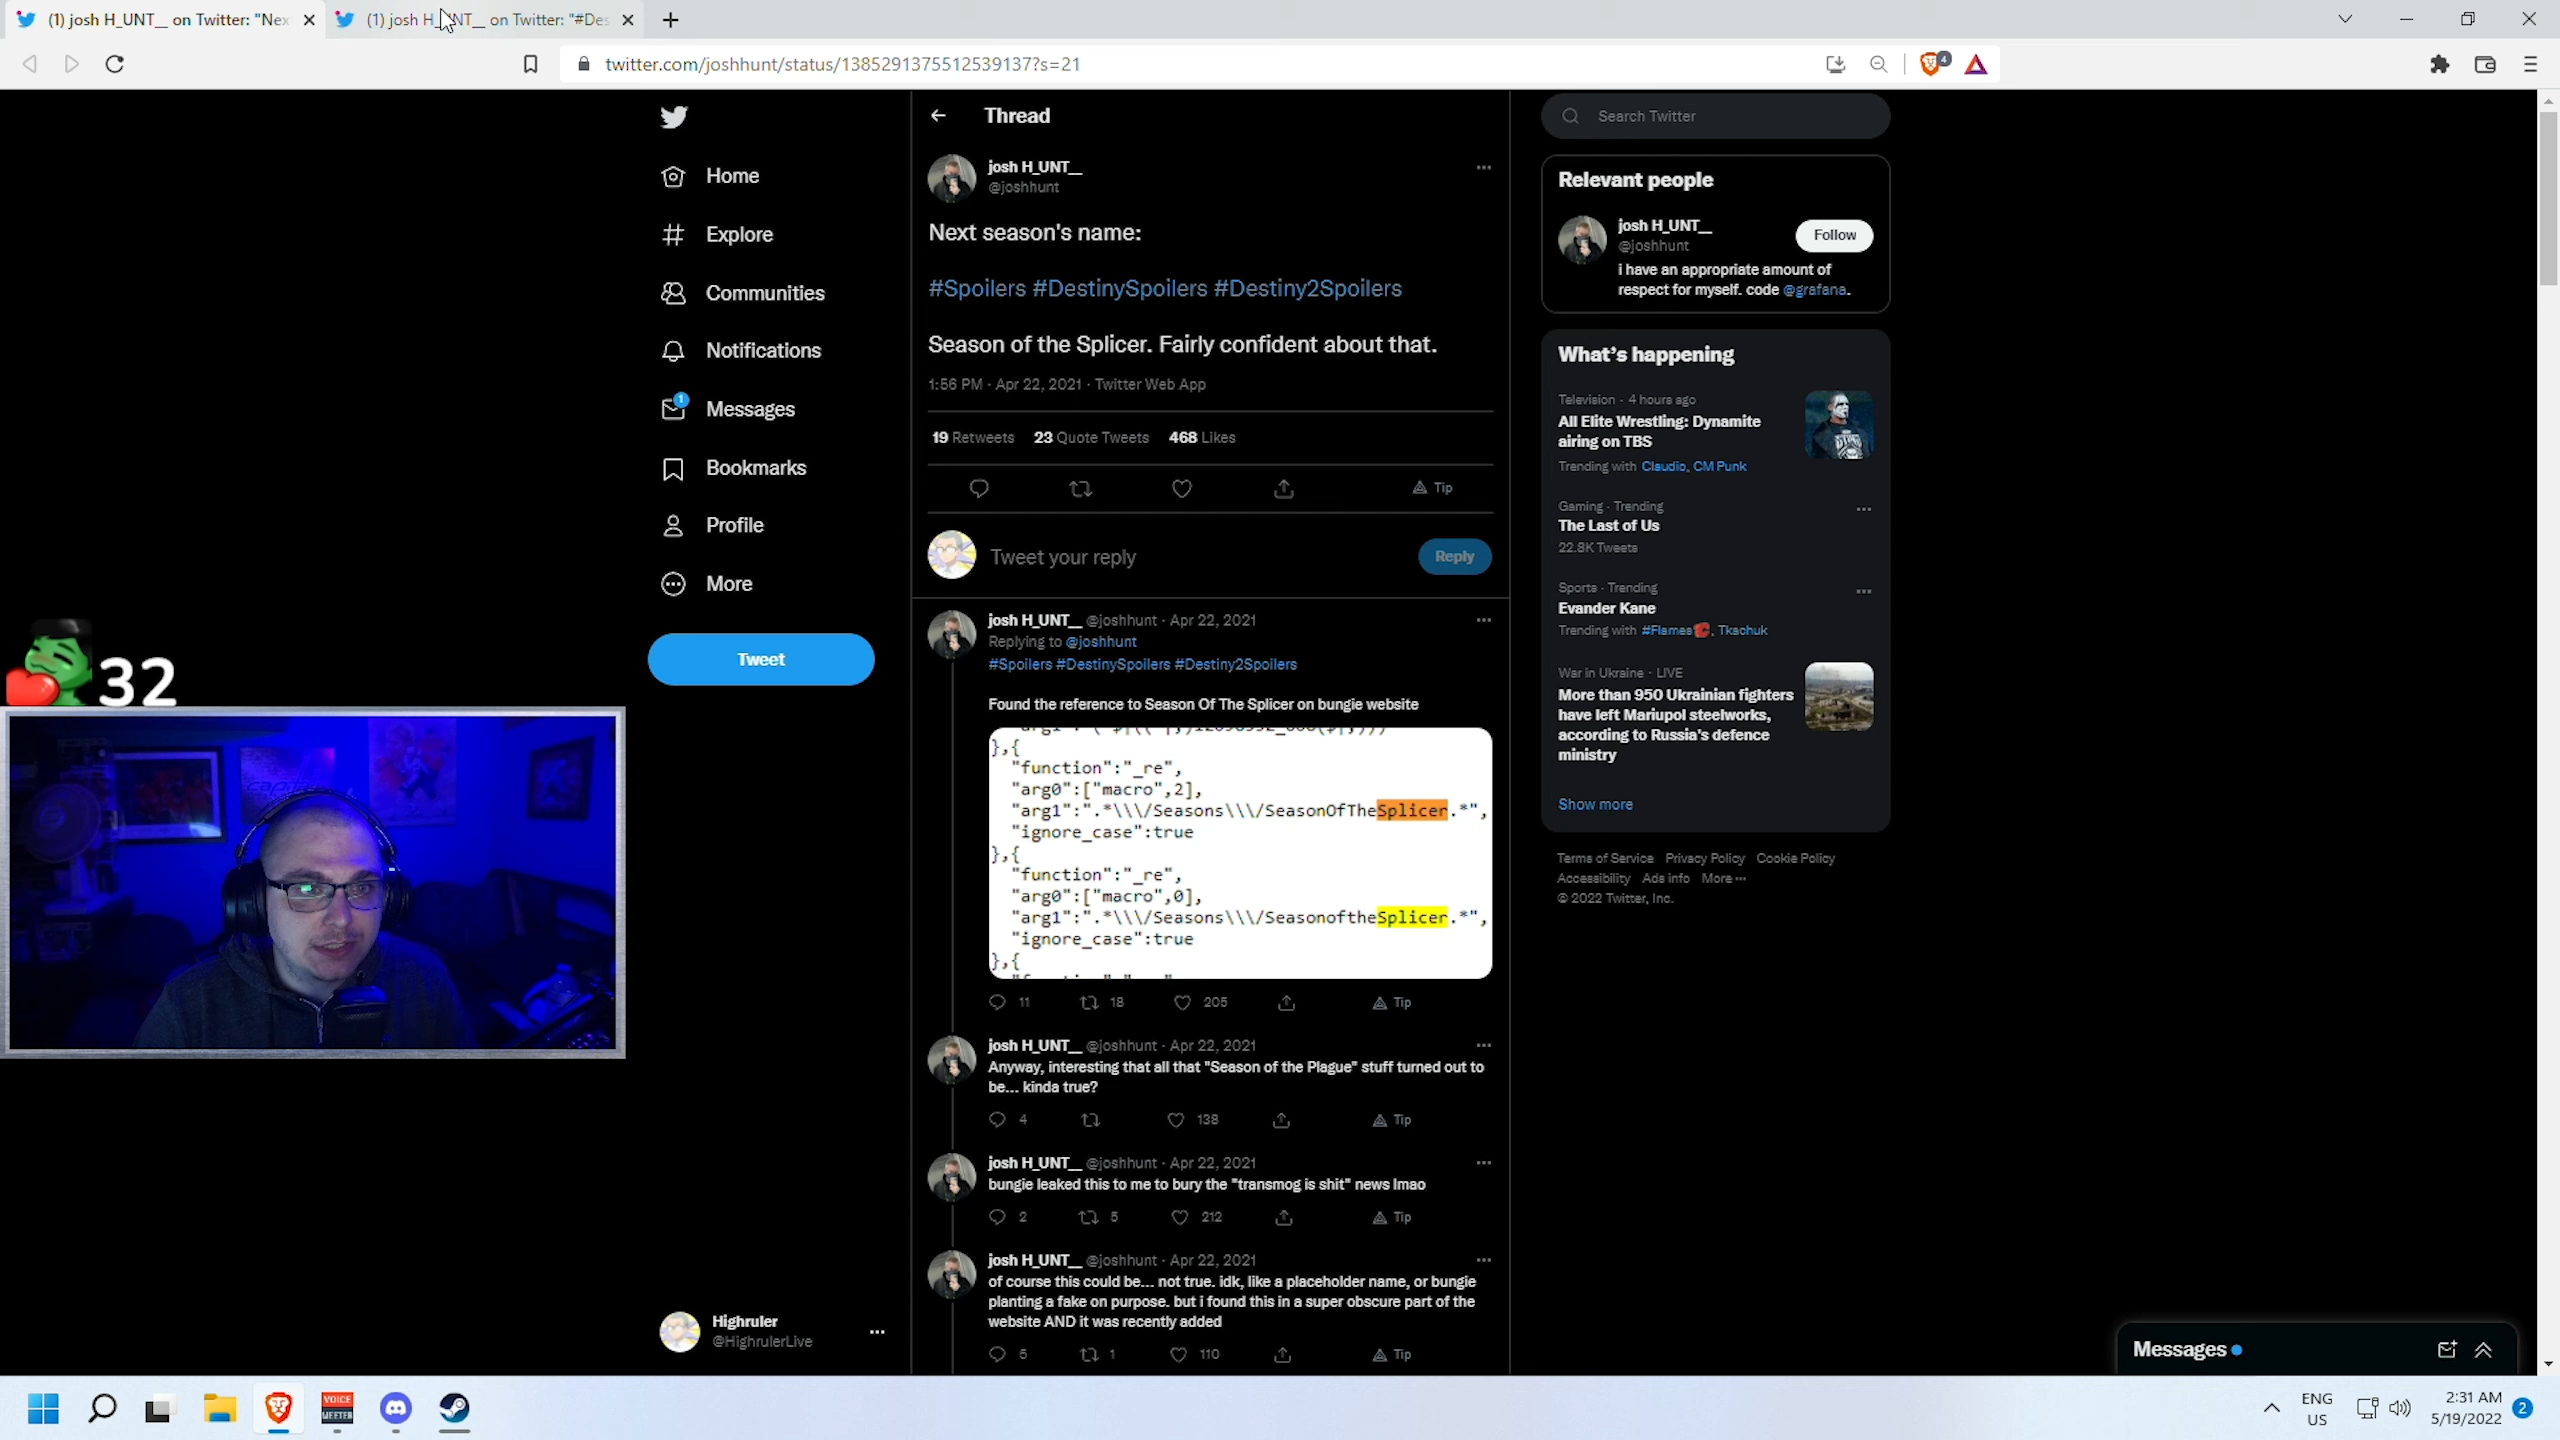 (1) josh H_UNT__ on Twitter: "Nex
(1) josh H_UNT__ on Twitter: "#Des
twitter.com/joshhunt/status/1385291375512539137?s=21
4
Home
Explore
Communities
Notifications
1
Messages
Bookmarks
Profile
More
Tweet
Highruler
@HighrulerLive
32
Thread
josh H_UNT__
@joshhunt
Next season's name:
#Spoilers #DestinySpoilers #Destiny2Spoilers
Season of the Splicer. Fairly confident about that.
1:56 PM · Apr 22, 2021 · Twitter Web App
19 Retweets 23 Quote Tweets 468 Likes
Tip
Tweet your reply
Reply
josh H_UNT__ @joshhunt · Apr 22, 2021
Replying to @joshhunt
#Spoilers #DestinySpoilers #Destiny2Spoilers
Found the reference to Season Of The Splicer on bungie website
},{
"function":"_re",
"arg0":["macro",2],
"arg1":".*\\\/Seasons\\\/SeasonOfTheSplicer.*",
"ignore_case":true
},{
"function":"_re",
"arg0":["macro",0],
"arg1":".*\\\/Seasons\\\/SeasonoftheSplicer.*",
"ignore_case":true
},{
11 18 205 Tip
josh H_UNT__ @joshhunt · Apr 22, 2021
Anyway, interesting that all that "Season of the Plague" stuff turned out to
be... kinda true?
4 138 Tip
josh H_UNT__ @joshhunt · Apr 22, 2021
bungie leaked this to me to bury the "transmog is shit" news lmao
2 5 212 Tip
josh H_UNT__ @joshhunt · Apr 22, 2021
of course this could be... not true. idk, like a placeholder name, or bungie
planting a fake on purpose. but i found this in a super obscure part of the
website AND it was recently added
5 1 110 Tip
Search Twitter
Relevant people
josh H_UNT__
@joshhunt
Follow
i have an appropriate amount of
respect for myself. code @grafana.
What's happening
Television · 4 hours ago
All Elite Wrestling: Dynamite
airing on TBS
Trending with Claudio, CM Punk
Gaming · Trending
The Last of Us
22.8K Tweets
Sports · Trending
Evander Kane
Trending with #Flames, Tkachuk
War in Ukraine · LIVE
More than 950 Ukrainian fighters
have left Mariupol steelworks,
according to Russia's defence
ministry
Show more
Terms of Service Privacy Policy Cookie Policy
Accessibility Ads info More ···
© 2022 Twitter, Inc.
Messages
VOICE
MEETER
ENG
US
2:31 AM
5/19/2022
2